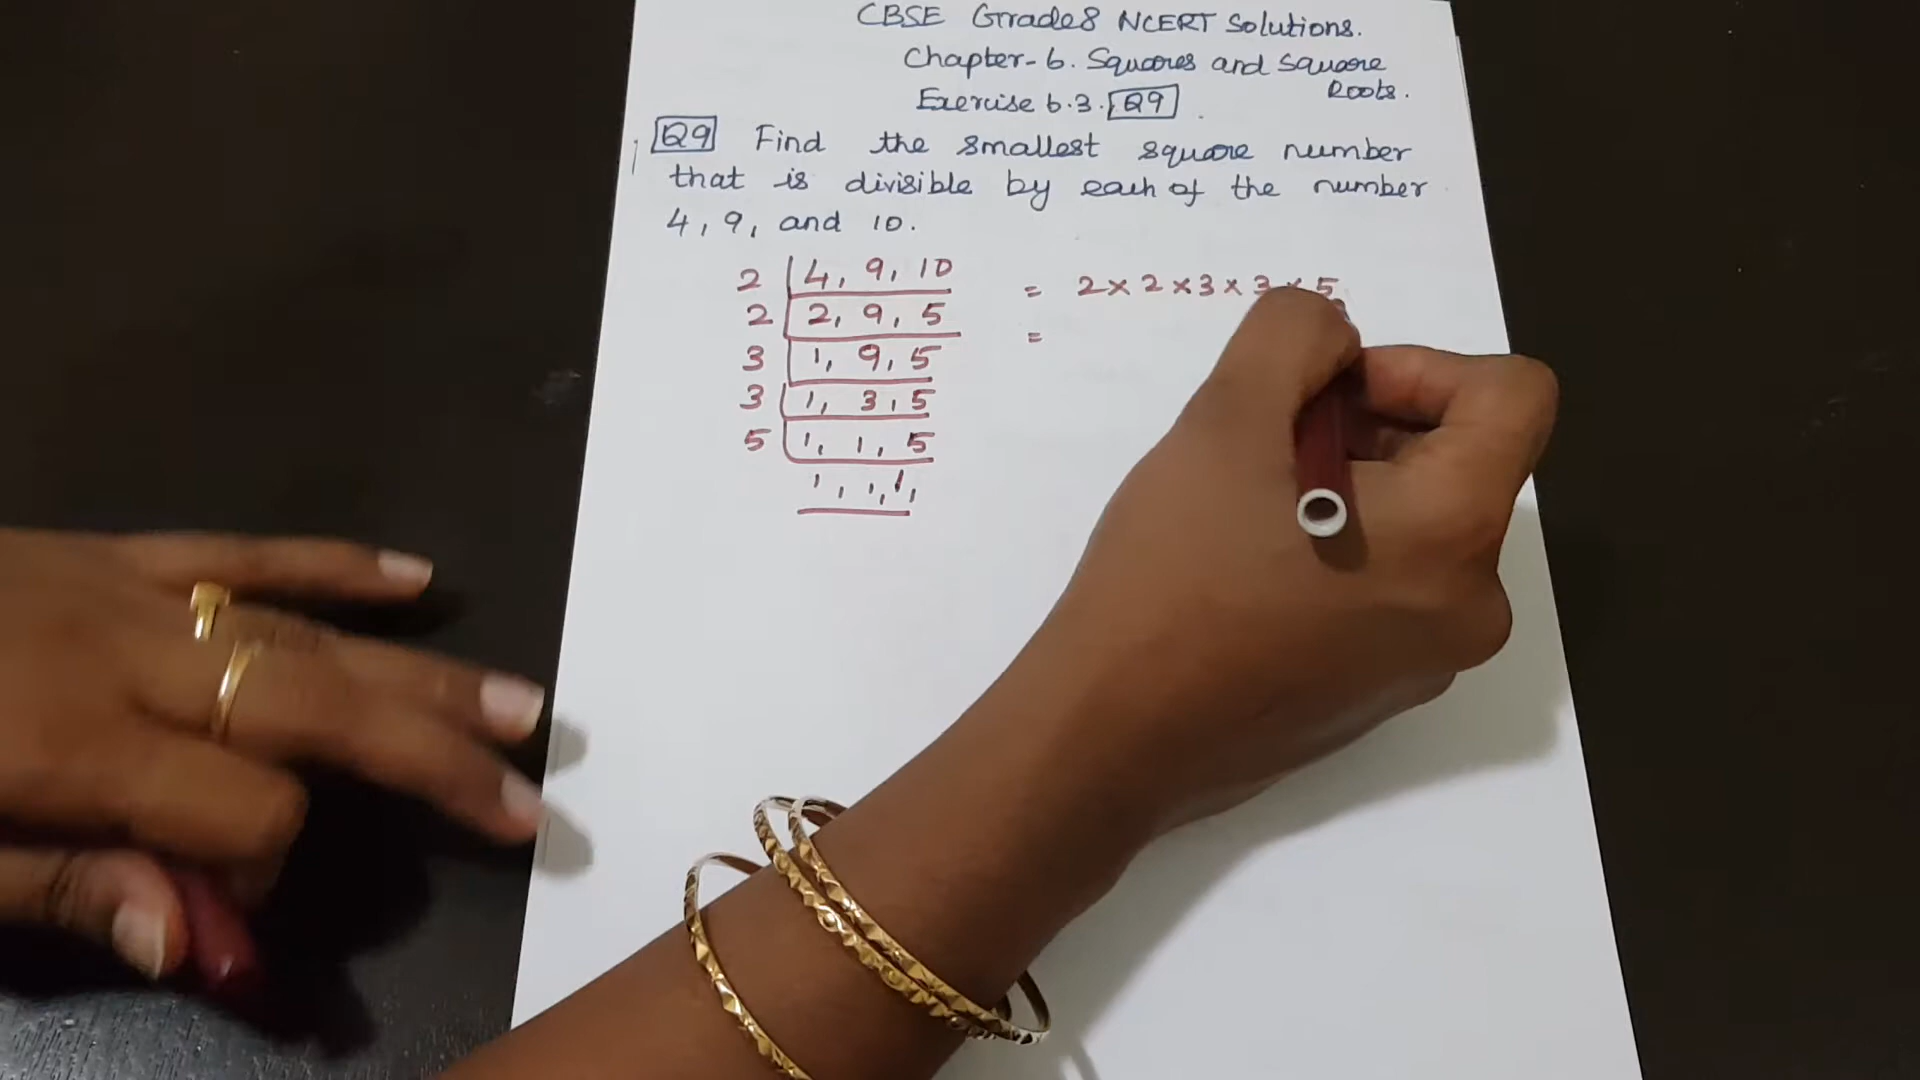 CBSE Grade8 NCERT Solutions.
Chapter-6. Squares and Square
Roots.
Exercise 6.3. Q9
Q9 Find the smallest square number
that is divisible by each of the number
4, 9, and 10.
2 | 4, 9, 10 = 2 × 2 × 3 × 3 × 5
2 | 2, 9, 5 =
3 | 1, 9, 5
3 | 1, 3, 5
5 | 1, 1, 5
1, 1, 1,